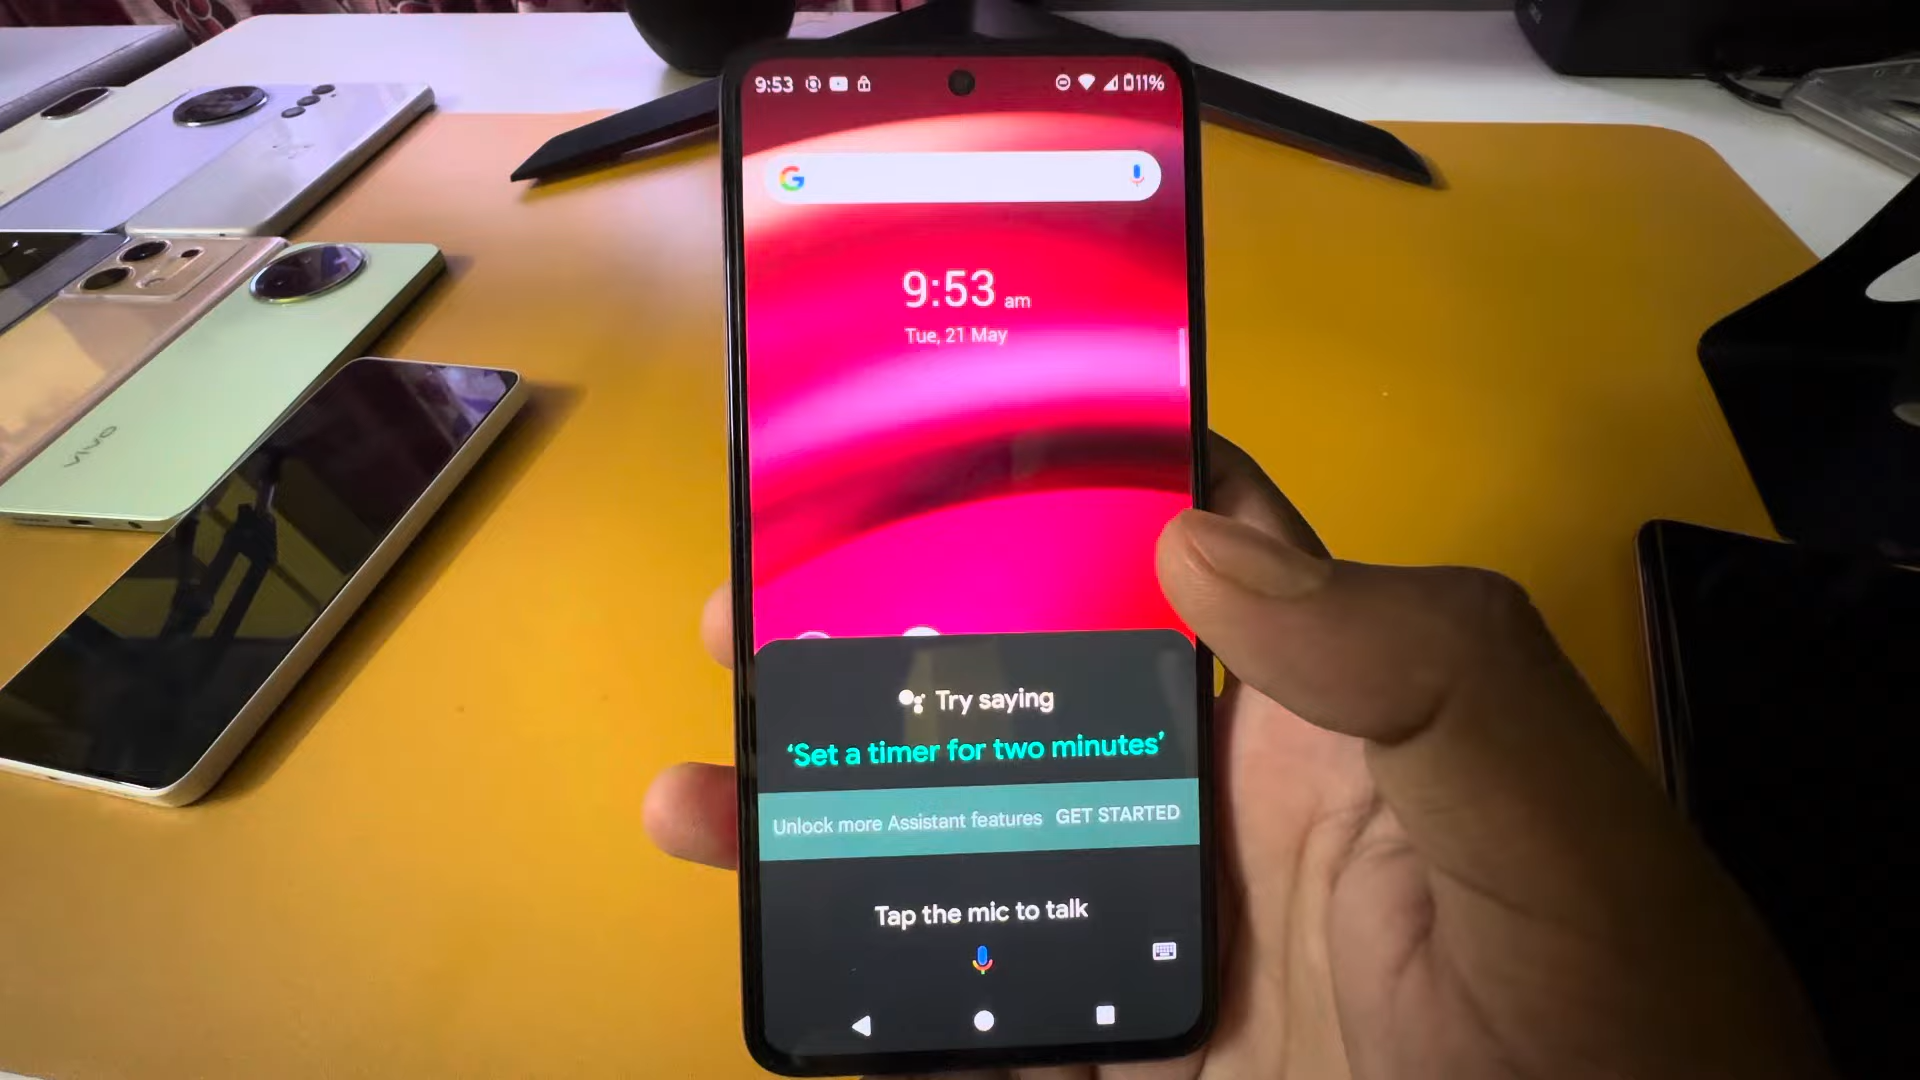 9:53
11%
9:53 am
Tue, 21 May
Try saying
‘Set a timer for two minutes’
Unlock more Assistant features GET STARTED
Tap the mic to talk
vivo